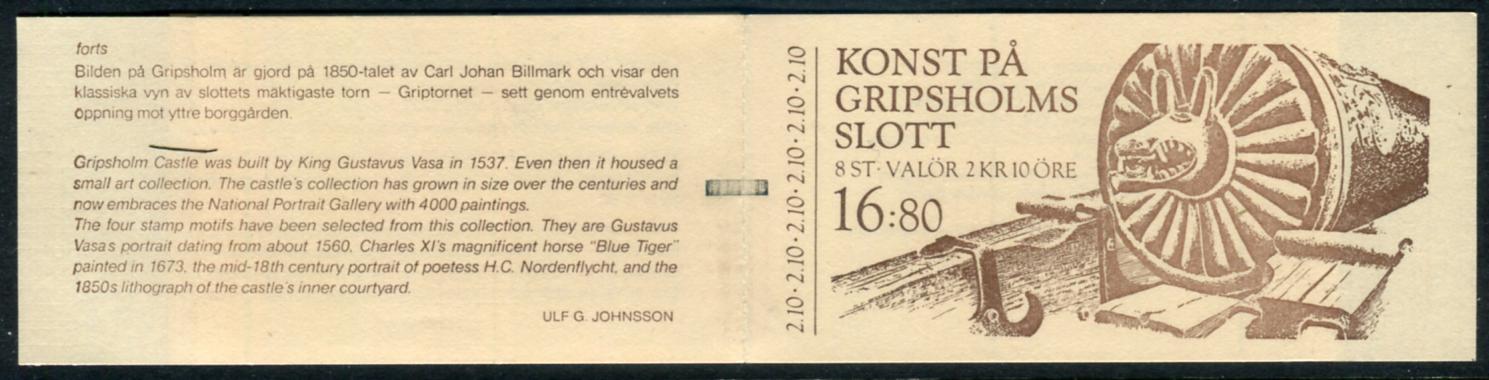 forts
Bilden på Gripsholm är gjord på 1850-talet av Carl Johan Billmark och visar den
klassiska vyn av slottets mäktigaste torn – Griptornet – sett genom entrévalvets
öppning mot yttre borggården.
Gripsholm Castle was built by King Gustavus Vasa in 1537. Even then it housed a
small art collection. The castle's collection has grown in size over the centuries and
now embraces the National Portrait Gallery with 4000 paintings.
The four stamp motifs have been selected from this collection. They are Gustavus
Vasas portrait dating from about 1560, Charles XI's magnificent horse "Blue Tiger"
painted in 1673, the mid-18th century portrait of poetess H.C. Nordenflycht, and the
1850s lithograph of the castle's inner courtyard.
ULF G. JOHNSSON
2.10 · 2.10 · 2.10 · 2.10 · 2.10 · 2.10
KONST PÅ
GRIPSHOLMS
SLOTT
8 ST · VALÖR 2 KR 10 ÖRE
16:80